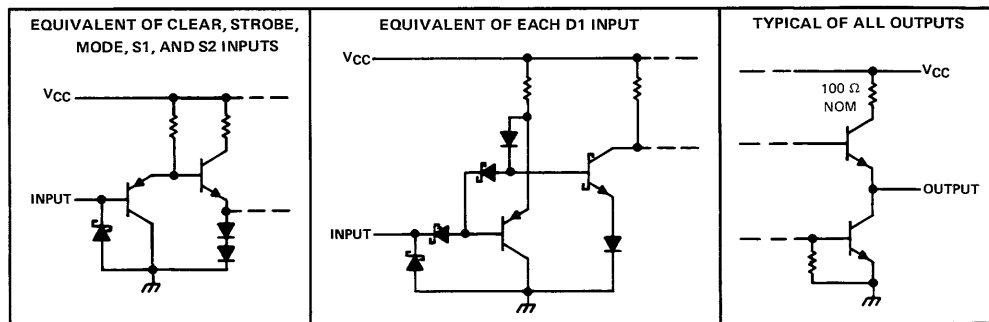 EQUIVALENT OF CLEAR, STROBE,
MODE, S1, AND S2 INPUTS
VCC
INPUT
EQUIVALENT OF EACH D1 INPUT
VCC
INPUT
TYPICAL OF ALL OUTPUTS
VCC
100 Ω
NOM
OUTPUT